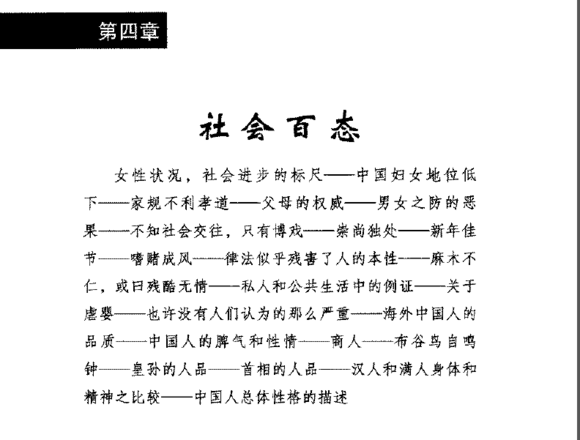 第四章
社会百态
女性状况，社会进步的标尺——中国妇女地位低
下——家规不利孝道——父母的权威——男女之防的恶
果——不知社会交往，只有博戏——崇尚独处——新年佳
节——嗜赌成风——律法似乎残害了人的本性——麻木不
仁，或曰残酷无情——私人和公共生活中的例证——关于
虐婴——也许没有人们认为的那么严重——海外中国人的
品质——中国人的脾气和性情——商人——布谷鸟自鸣
钟——皇孙的人品——首相的人品——汉人和满人身体和
精神之比较——中国人总体性格的描述